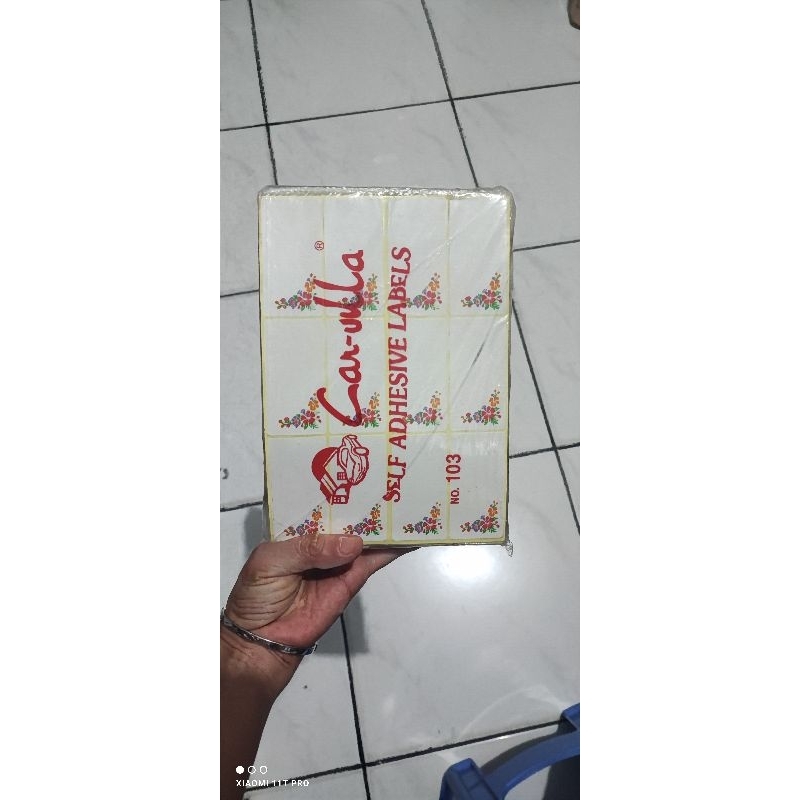 Car-villa ®
SELF ADHESIVE LABELS
NO. 103
XIAOMI 11T PRO